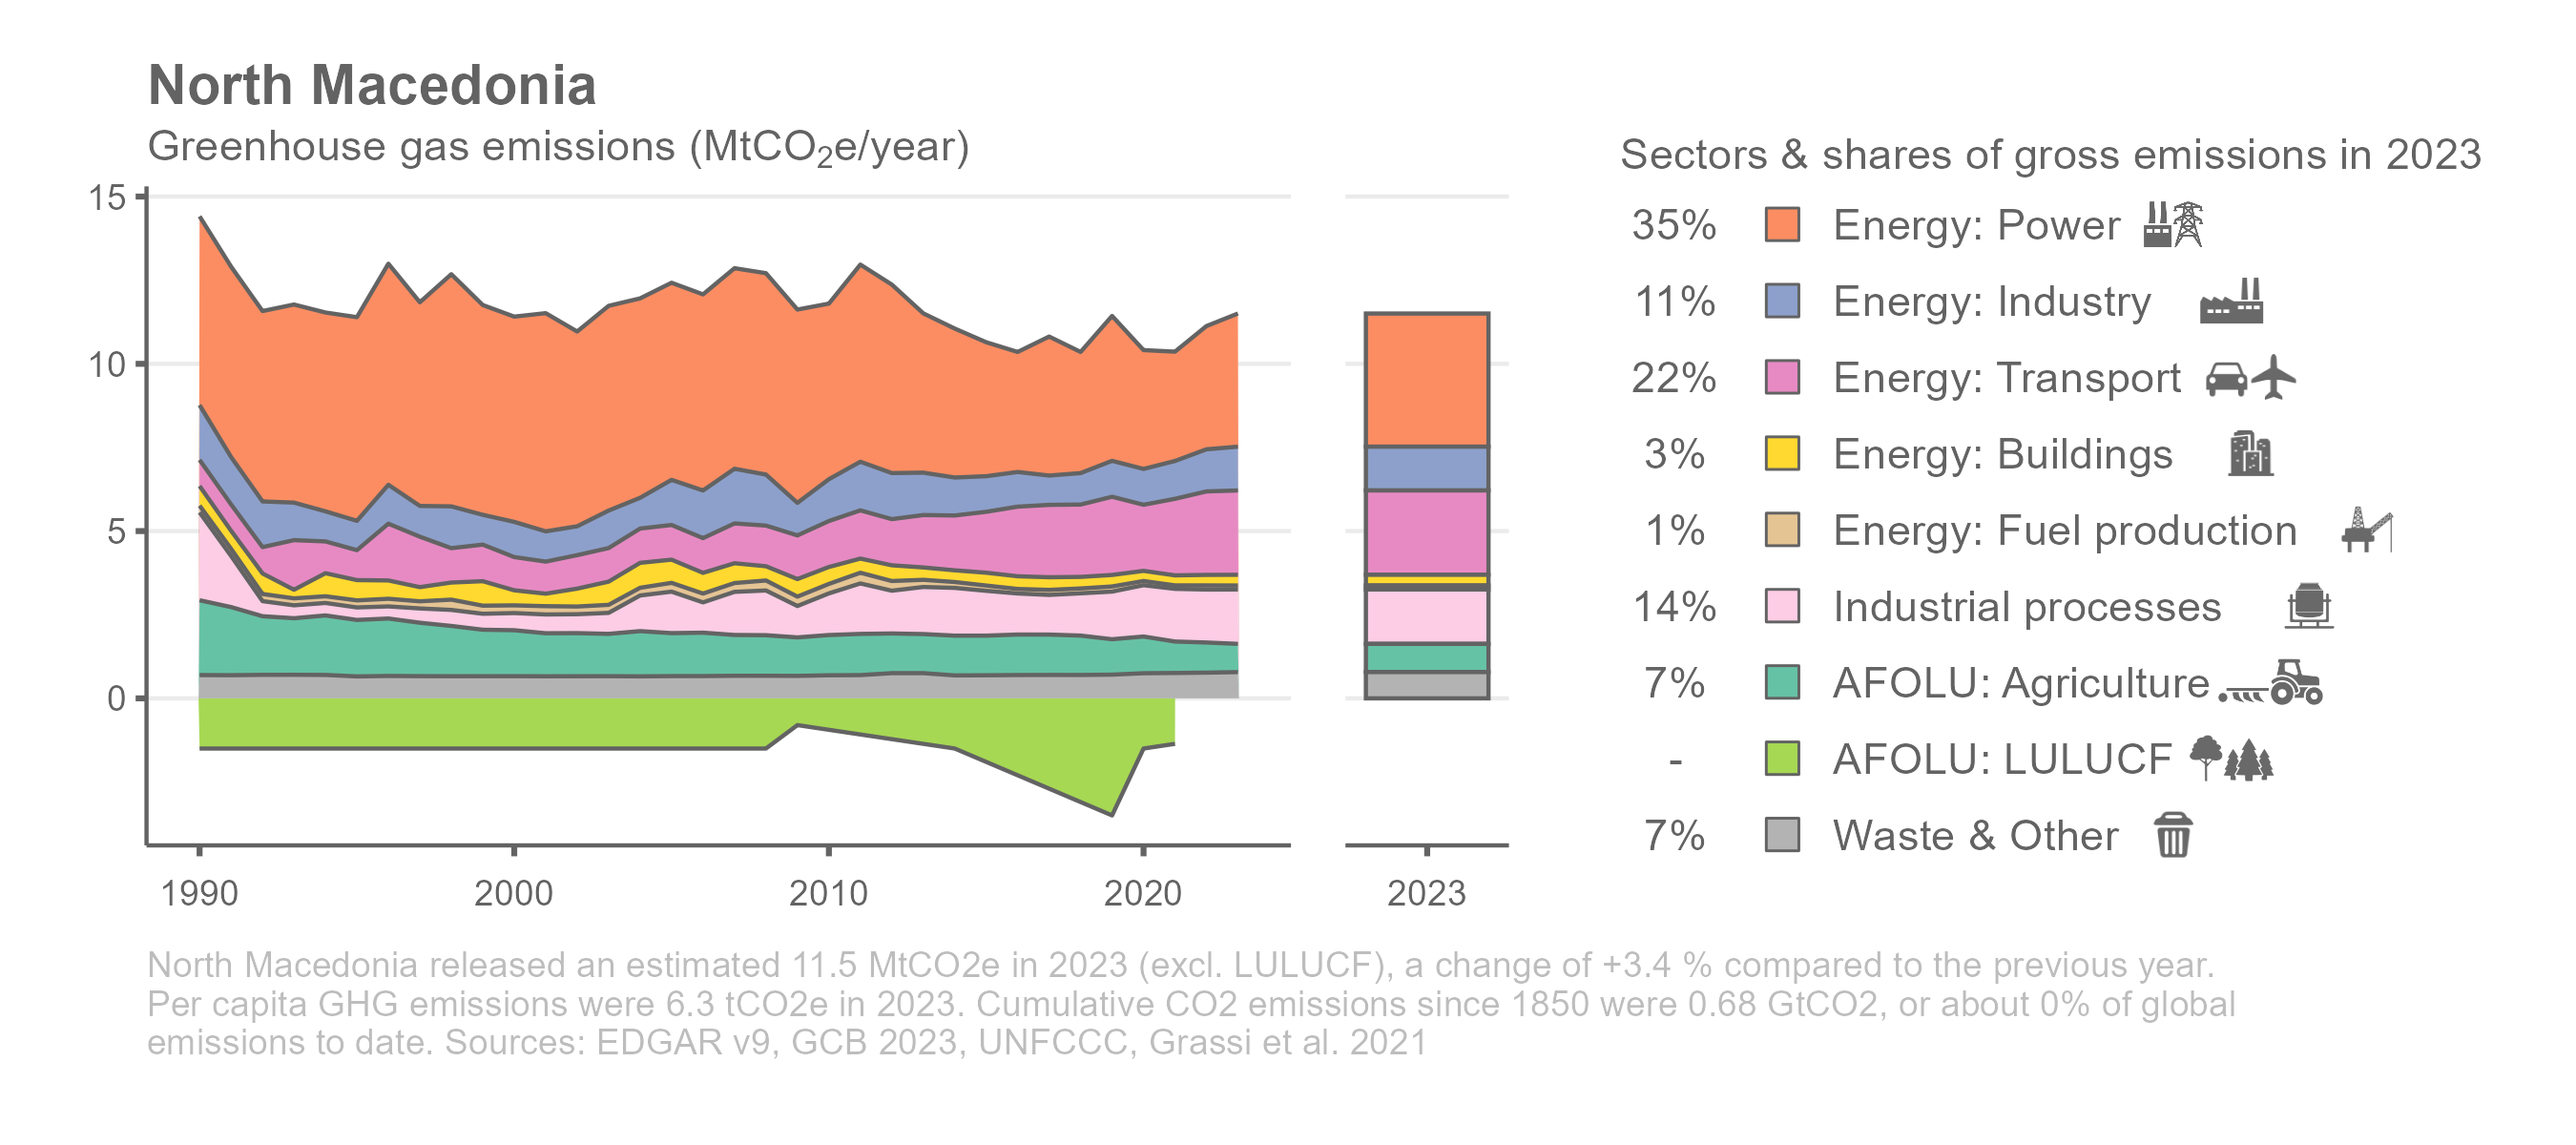 North Macedonia
Greenhouse gas emissions (MtCO₂e/year)
15
10
5
0
1990
2000
2010
2020
2023
Sectors & shares of gross emissions in 2023
35% Energy: Power
11% Energy: Industry
22% Energy: Transport
3% Energy: Buildings
1% Energy: Fuel production
14% Industrial processes
7% AFOLU: Agriculture
- AFOLU: LULUCF
7% Waste & Other
North Macedonia released an estimated 11.5 MtCO2e in 2023 (excl. LULUCF), a change of +3.4 % compared to the previous year.
Per capita GHG emissions were 6.3 tCO2e in 2023. Cumulative CO2 emissions since 1850 were 0.68 GtCO2, or about 0% of global
emissions to date. Sources: EDGAR v9, GCB 2023, UNFCCC, Grassi et al. 2021